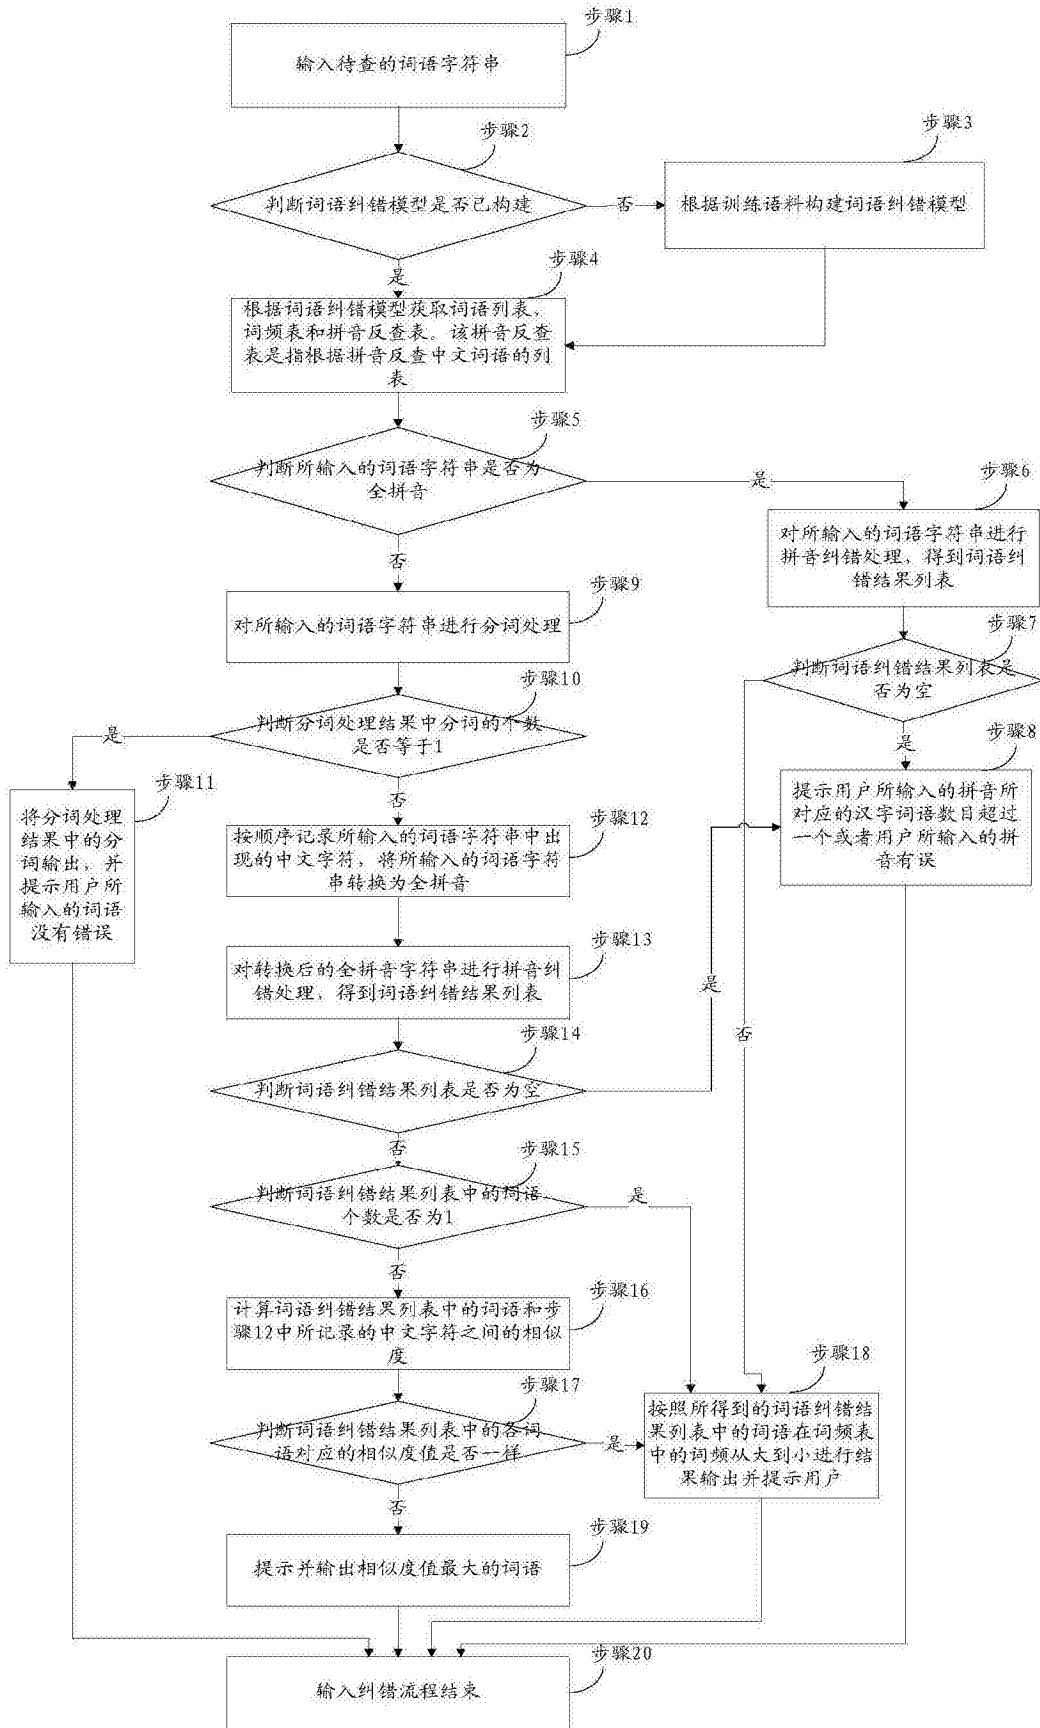 步骤1
输入待查的词语字符串
步骤2
判断词语纠错模型是否已构建
否
步骤3
根据训练语料构建词语纠错模型
是
步骤4
根据词语纠错模型获取词语列表、
词频表和拼音反查表。该拼音反查
表是指根据拼音反查中文词语的列
表
步骤5
判断所输入的词语字符串是否为
全拼音
是
步骤6
对所输入的词语字符串进行
拼音纠错处理，得到词语纠
错结果列表
否
步骤9
对所输入的词语字符串进行分词处理
步骤7
判断词语纠错结果列表是
否为空
步骤10
判断分词处理结果中分词的个数
是否等于1
是
是
步骤8
提示用户所输入的拼音所
对应的汉字词语数目超过
一个或者用户所输入的拼
音有误
步骤11
将分词处理
结果中的分
词输出，并
提示用户所
输入的词语
没有错误
否
步骤12
按顺序记录所输入的词语字符串中出
现的中文字符，将所输入的词语字符
串转换为全拼音
步骤13
对转换后的全拼音字符串进行拼音纠
错处理，得到词语纠错结果列表
是
否
步骤14
判断词语纠错结果列表是否为空
否
步骤15
判断词语纠错结果列表中的词语
个数是否为1
是
否
步骤16
计算词语纠错结果列表中的词语和步
骤12中所记录的中文字符之间的相似
度
步骤17
判断词语纠错结果列表中的各词
语对应的相似度值是否一样
是
步骤18
按照所得到的词语纠错结
果列表中的词语在词频表
中的词频从大到小进行结
果输出并提示用户
否
步骤19
提示并输出相似度值最大的词语
步骤20
输入纠错流程结束